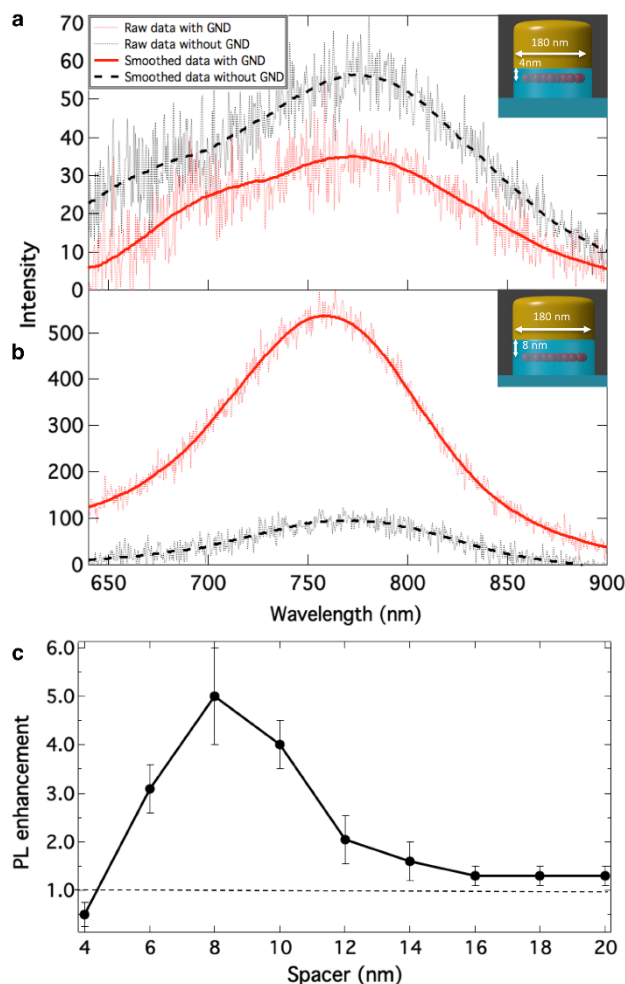 a
70
60
50
40
30
20
10
0
Raw data with GND
Raw data without GND
Smoothed data with GND
Smoothed data without GND
180 nm
4nm
Intensity
b
500
400
300
200
100
0
180 nm
8 nm
650
700
750
800
850
900
Wavelength (nm)
c
6.0
5.0
4.0
3.0
2.0
1.0
PL enhancement
4
6
8
10
12
14
16
18
20
Spacer (nm)